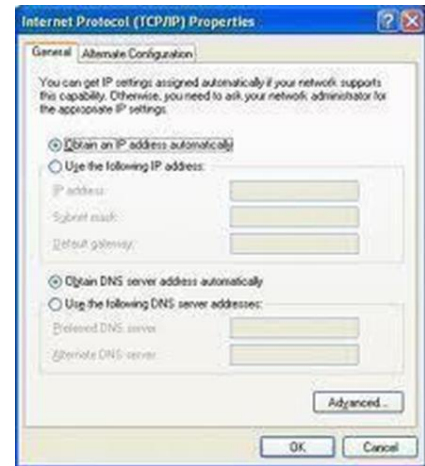 Internet Protocol (TCP/IP) Properties
General
Alternate Configuration
You can get IP settings assigned automatically if your network supports
this capability. Otherwise, you need to ask your network administrator for
the appropriate IP settings.
Obtain an IP address automatically
Use the following IP address:
IP address:
Subnet mask:
Default gateway:
Obtain DNS server address automatically
Use the following DNS server addresses:
Preferred DNS server:
Alternate DNS server:
Advanced...
OK
Cancel